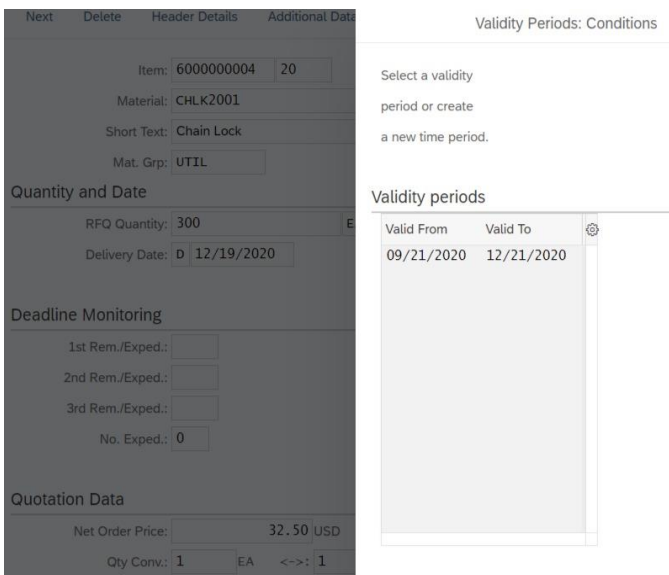 Next Delete Header Details Additional Data
Item: 6000000004 20
Material: CHLK2001
Short Text: Chain Lock
Mat. Grp: UTIL
Quantity and Date
RFQ Quantity: 300 E
Delivery Date: D 12/19/2020
Deadline Monitoring
1st Rem./Exped.:
2nd Rem./Exped.:
3rd Rem./Exped.:
No. Exped.: 0
Quotation Data
Net Order Price: 32.50 USD
Qty Conv.: 1 EA <->: 1
Validity Periods: Conditions
Select a validity
period or create
a new time period.
Validity periods
Valid From Valid To
09/21/2020 12/21/2020